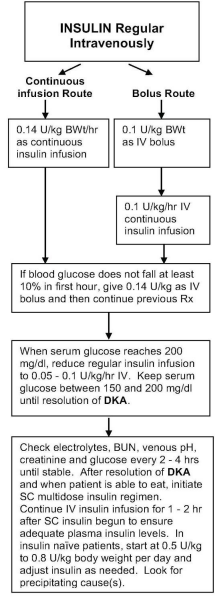 INSULIN Regular
Intravenously
Continuous
infusion Route
Bolus Route
0.14 U/kg BWt/hr
as continuous
insulin infusion
0.1 U/kg BWt
as IV bolus
0.1 U/kg/hr IV
continuous
insulin infusion
If blood glucose does not fall at least
10% in first hour, give 0.14 U/kg as IV
bolus and then continue previous Rx
When serum glucose reaches 200
mg/dl, reduce regular insulin infusion
to 0.05 - 0.1 U/kg/hr IV. Keep serum
glucose between 150 and 200 mg/dl
until resolution of DKA.
Check electrolytes, BUN, venous pH,
creatinine and glucose every 2 - 4 hrs
until stable. After resolution of DKA
and when patient is able to eat, initiate
SC multidose insulin regimen.
Continue IV insulin infusion for 1 - 2 hr
after SC insulin begun to ensure
adequate plasma insulin levels. In
insulin naïve patients, start at 0.5 U/kg
to 0.8 U/kg body weight per day and
adjust insulin as needed. Look for
precipitating cause(s).